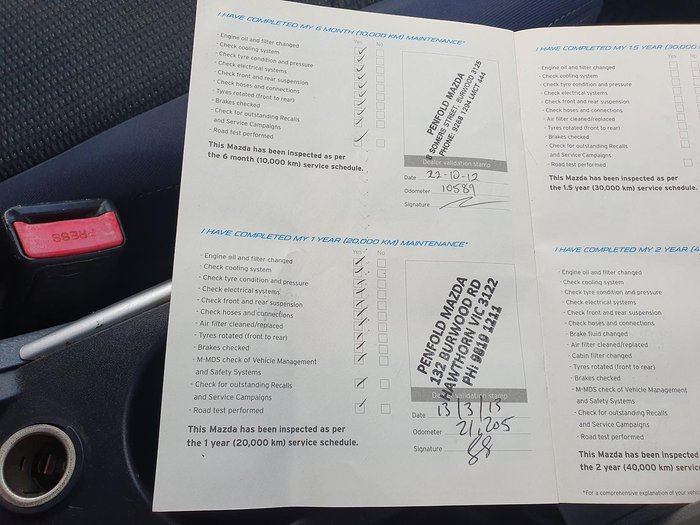 I HAVE COMPLETED MY 6 MONTH (10,000 KM) MAINTENANCE*
Yes No
- Engine oil and filter changed
- Check cooling system
- Check tyre condition and pressure
- Check electrical systems
- Check front and rear suspension
- Check hoses and connections
- Tyres rotated (front to rear)
- Brakes checked
- Check for outstanding Recalls
and Service Campaigns
- Road test performed
This Mazda has been inspected as per
the 6 month (10,000 km) service schedule.
PENFOLD MAZDA
8 SOMERS STREET, BURWOOD 3125
PHONE: 9268 1294 LMCT 444
Dealer validation stamp
Date 22-10-12
Odometer 10589
Signature
I HAVE COMPLETED MY 1 YEAR (20,000 KM) MAINTENANCE*
Yes No
- Engine oil and filter changed
- Check cooling system
- Check tyre condition and pressure
- Check electrical systems
- Check front and rear suspension
- Check hoses and connections
- Air filter cleaned/replaced
- Tyres rotated (front to rear)
- Brakes checked
- M-MDS check of Vehicle Management
and Safety Systems
- Check for outstanding Recalls
and Service Campaigns
- Road test performed
This Mazda has been inspected as per
the 1 year (20,000 km) service schedule.
PENFOLD MAZDA
132 BURWOOD RD
HAWTHORN VIC 3122
PH: 9819 1211
Dealer validation stamp
Date 13/3/13
Odometer 21,205
Signature
I HAVE COMPLETED MY 1.5 YEAR (30,000
Yes
- Engine oil and filter changed
- Check cooling system
- Check tyre condition and pressure
- Check electrical systems
- Check front and rear suspension
- Check hoses and connections
- Air filter cleaned/replaced
- Tyres rotated (front to rear)
- Brakes checked
- Check for outstanding Recalls
and Service Campaigns
- Road test performed
This Mazda has been inspected as per
the 1.5 year (30,000 km) service schedule.
I HAVE COMPLETED MY 2 YEAR (4
- Engine oil and filter changed
- Check cooling system
- Check tyre condition and pressure
- Check electrical systems
- Check front and rear suspension
- Check hoses and connections
- Brake fluid changed
- Air filter cleaned/replaced
- Cabin filter changed
- Tyres rotated (front to rear)
- Brakes checked
- M-MDS check of Vehicle Management
and Safety Systems
- Check for outstanding Recalls
and Service Campaigns
- Road test performed
This Mazda has been inspected
the 2 year (40,000 km) servic
*For a comprehensive explanation of your vehic
PRESS